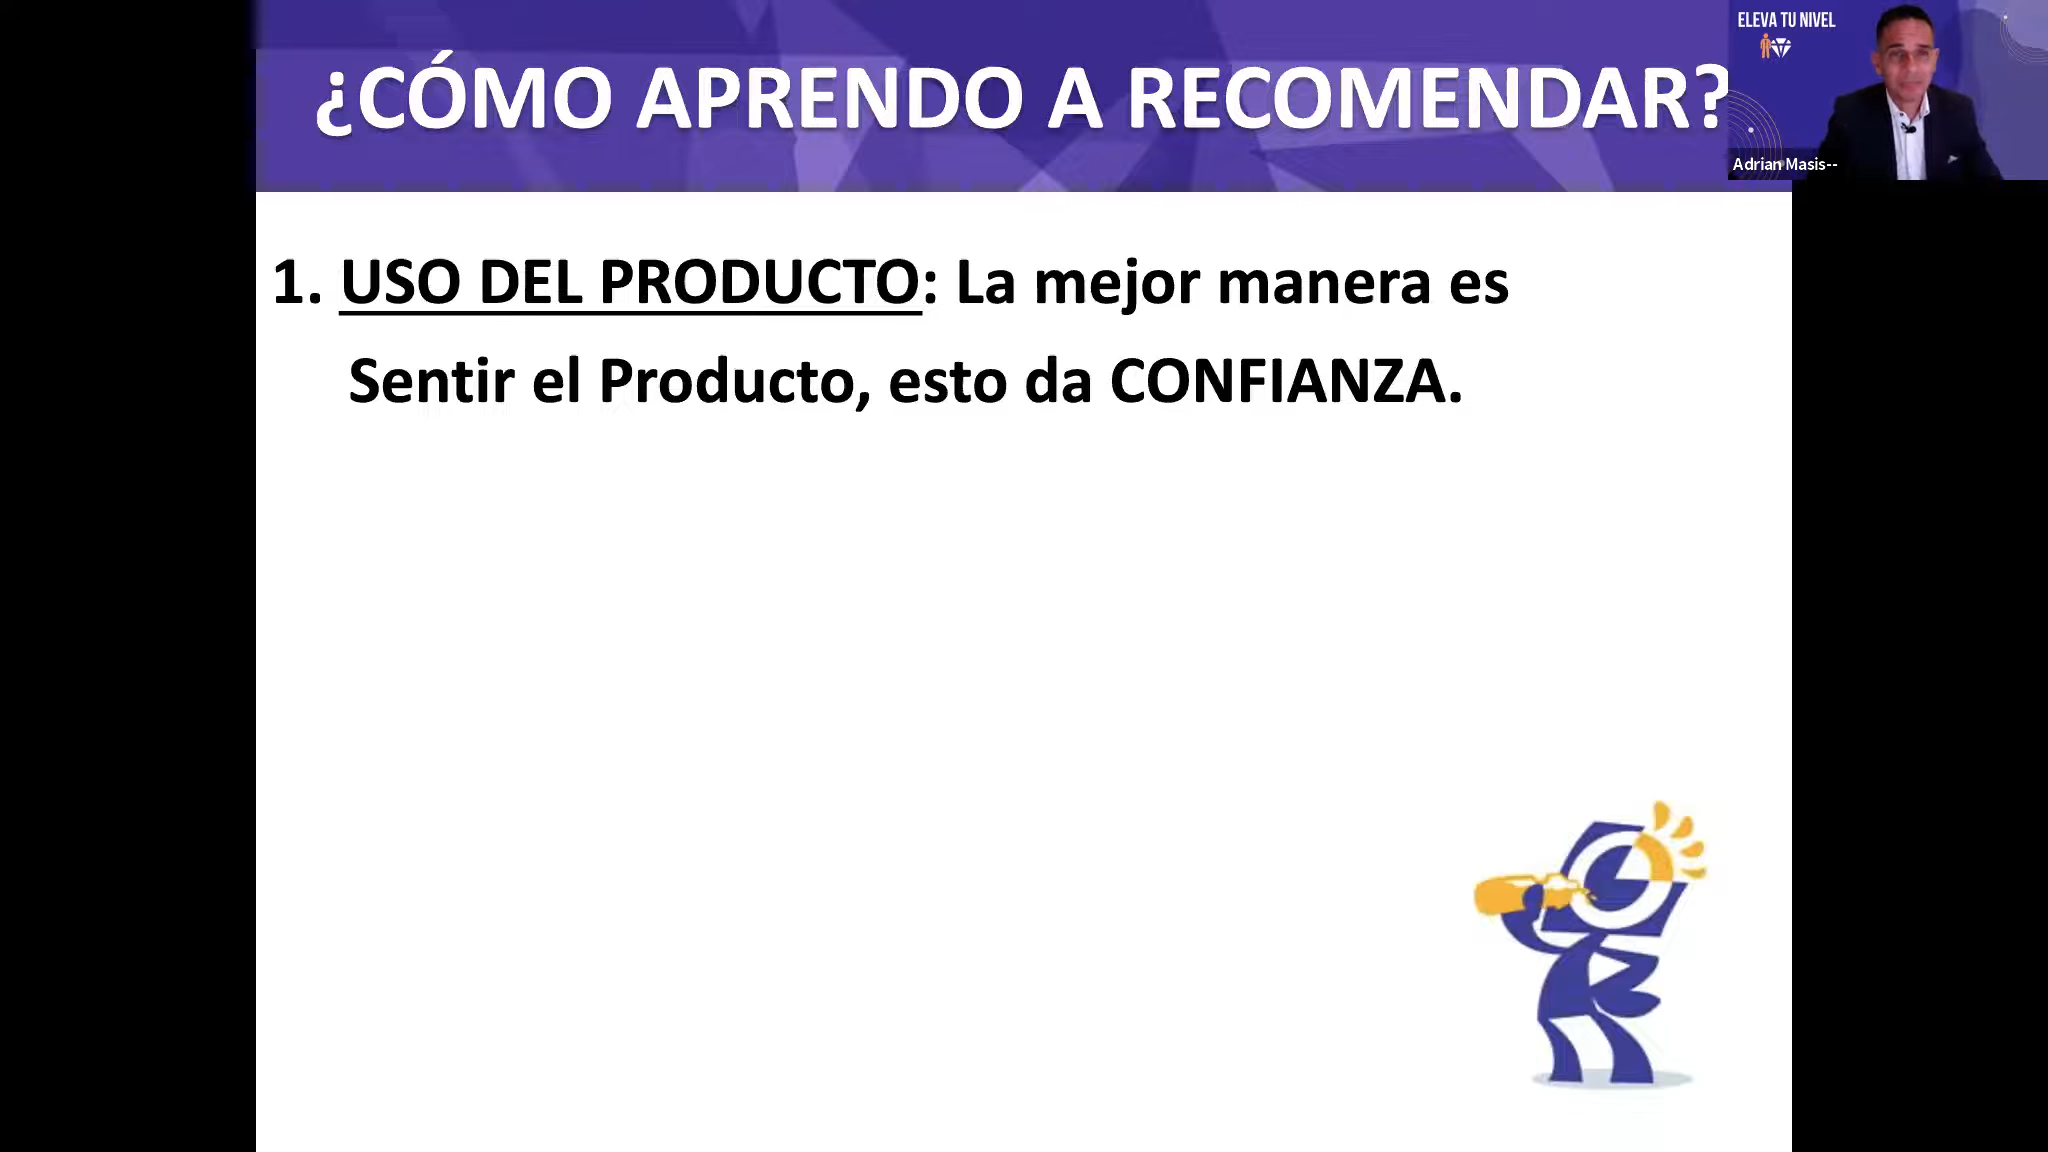 ¿CÓMO APRENDO A RECOMENDAR?
ELEVA TU NIVEL
Adrian Masis--
1. USO DEL PRODUCTO: La mejor manera es
Sentir el Producto, esto da CONFIANZA.